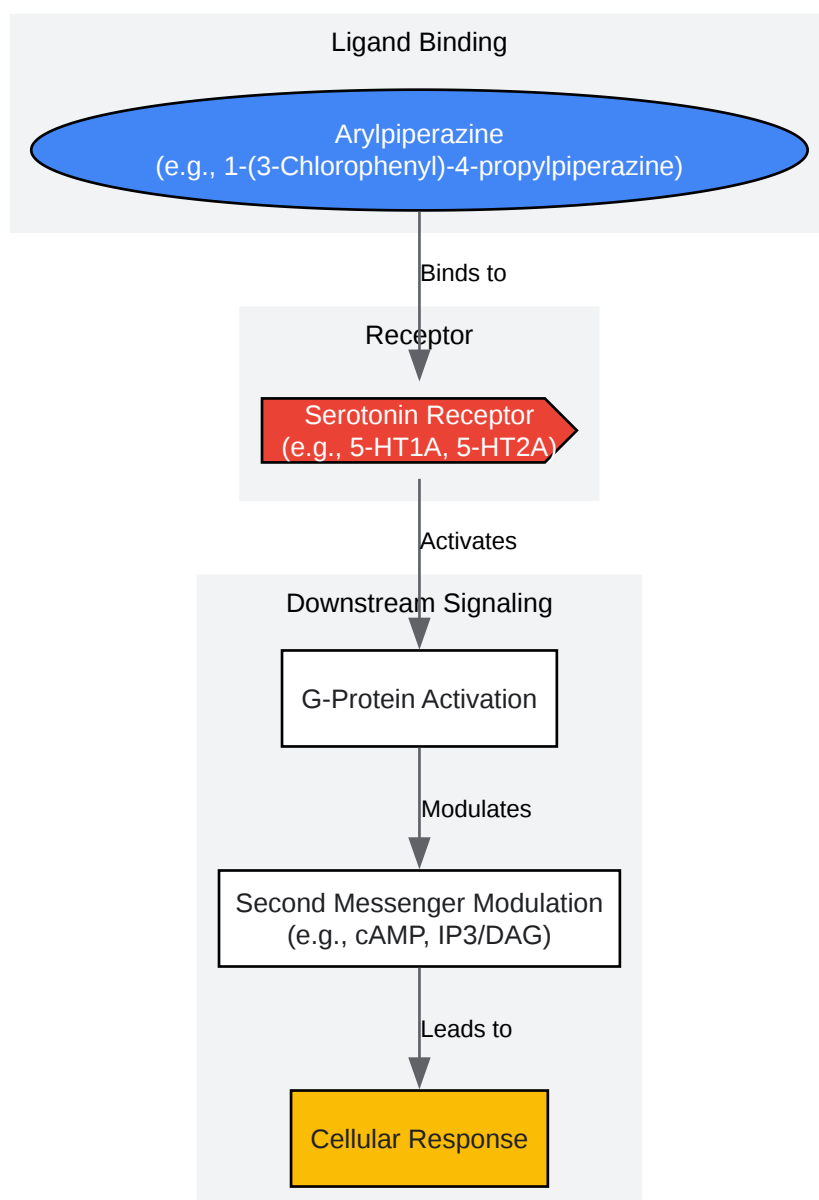 Ligand Binding
Arylpiperazine
(e.g., 1-(3-Chlorophenyl)-4-propylpiperazine)
Binds to
Receptor
Serotonin Receptor
(e.g., 5-HT1A, 5-HT2A)
Activates
Downstream Signaling
G-Protein Activation
Modulates
Second Messenger Modulation
(e.g., cAMP, IP3/DAG)
Leads to
Cellular Response